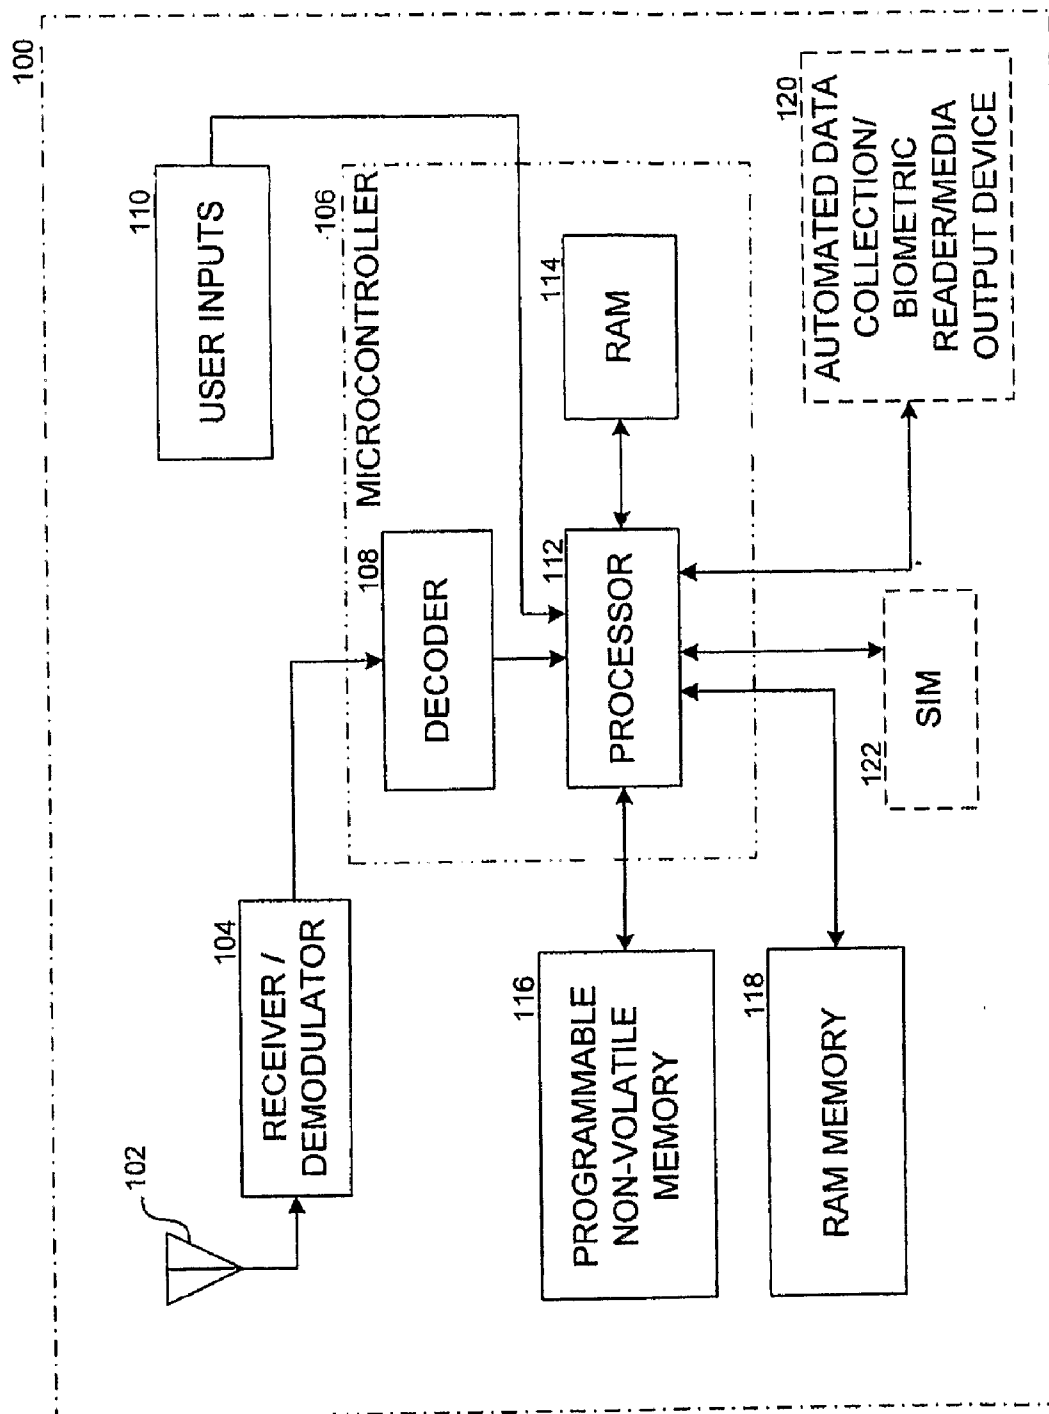 100
102
104
RECEIVER /
DEMODULATOR
110
USER INPUTS
106
MICROCONTROLLER
108
DECODER
112
PROCESSOR
114
RAM
116
PROGRAMMABLE
NON-VOLATILE
MEMORY
118
RAM MEMORY
122
SIM
120
AUTOMATED DATA
COLLECTION/
BIOMETRIC
READER/MEDIA
OUTPUT DEVICE